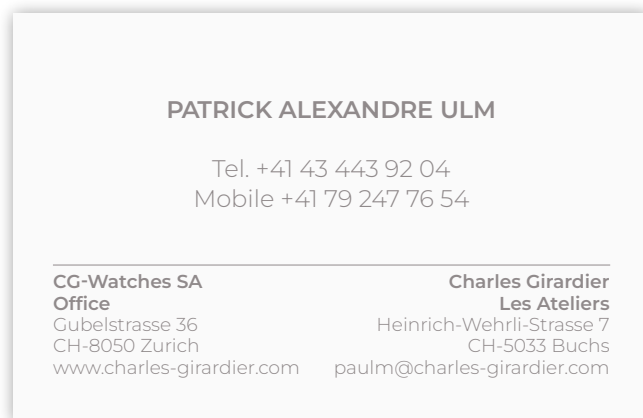 PATRICK ALEXANDRE ULM
Tel. +41 43 443 92 04
Mobile +41 79 247 76 54
CG-Watches SA
Office
Gubelstrasse 36
CH-8050 Zurich
www.charles-girardier.com
Charles Girardier
Les Ateliers
Heinrich-Wehrli-Strasse 7
CH-5033 Buchs
paulm@charles-girardier.com